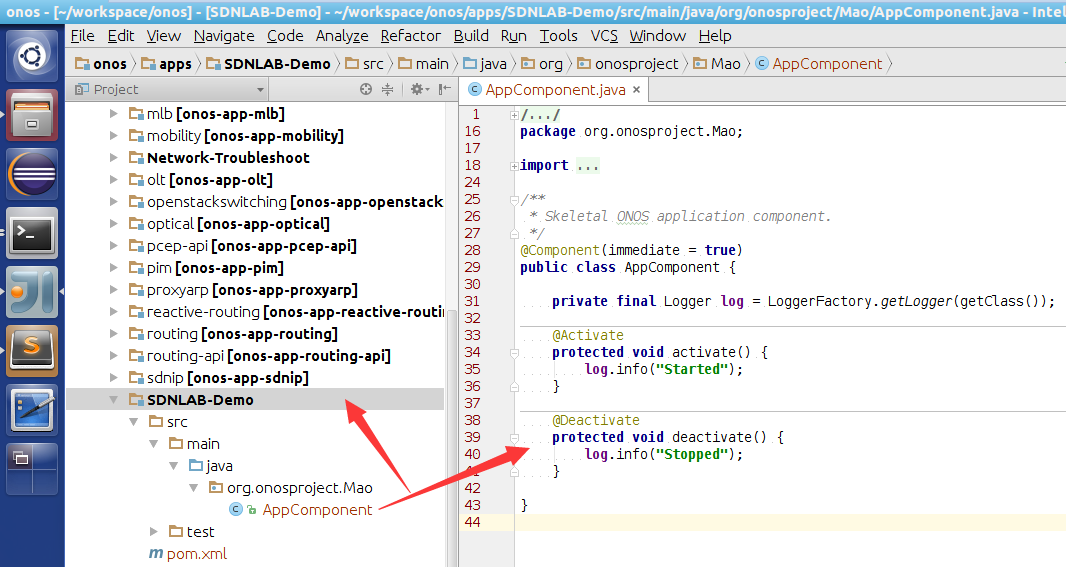 onos - [~/workspace/onos] - [SDNLAB-Demo] - ~/workspace/onos/apps/SDNLAB-Demo/src/main/java/org/onosproject/Mao/AppComponent.java - Intel
File Edit View Navigate Code Analyze Refactor Build Run Tools VCS Window Help
onos apps SDNLAB-Demo src main java org onosproject Mao AppComponent
Project
mlb [onos-app-mlb]
mobility [onos-app-mobility]
Network-Troubleshoot
olt [onos-app-olt]
openstackswitching [onos-app-openstack
optical [onos-app-optical]
pcep-api [onos-app-pcep-api]
pim [onos-app-pim]
proxyarp [onos-app-proxyarp]
reactive-routing [onos-app-reactive-routin
routing [onos-app-routing]
routing-api [onos-app-routing-api]
sdnip [onos-app-sdnip]
SDNLAB-Demo
src
main
java
org.onosproject.Mao
AppComponent
test
pom.xml
AppComponent.java
1 /.../
16 package org.onosproject.Mao;
17
18 import ...
24
25 /**
26 * Skeletal ONOS application component.
27 */
28 @Component(immediate = true)
29 public class AppComponent {
30
31 private final Logger log = LoggerFactory.getLogger(getClass());
32
33 @Activate
34 protected void activate() {
35 log.info("Started");
36 }
37
38 @Deactivate
39 protected void deactivate() {
40 log.info("Stopped");
41 }
42
43 }
44